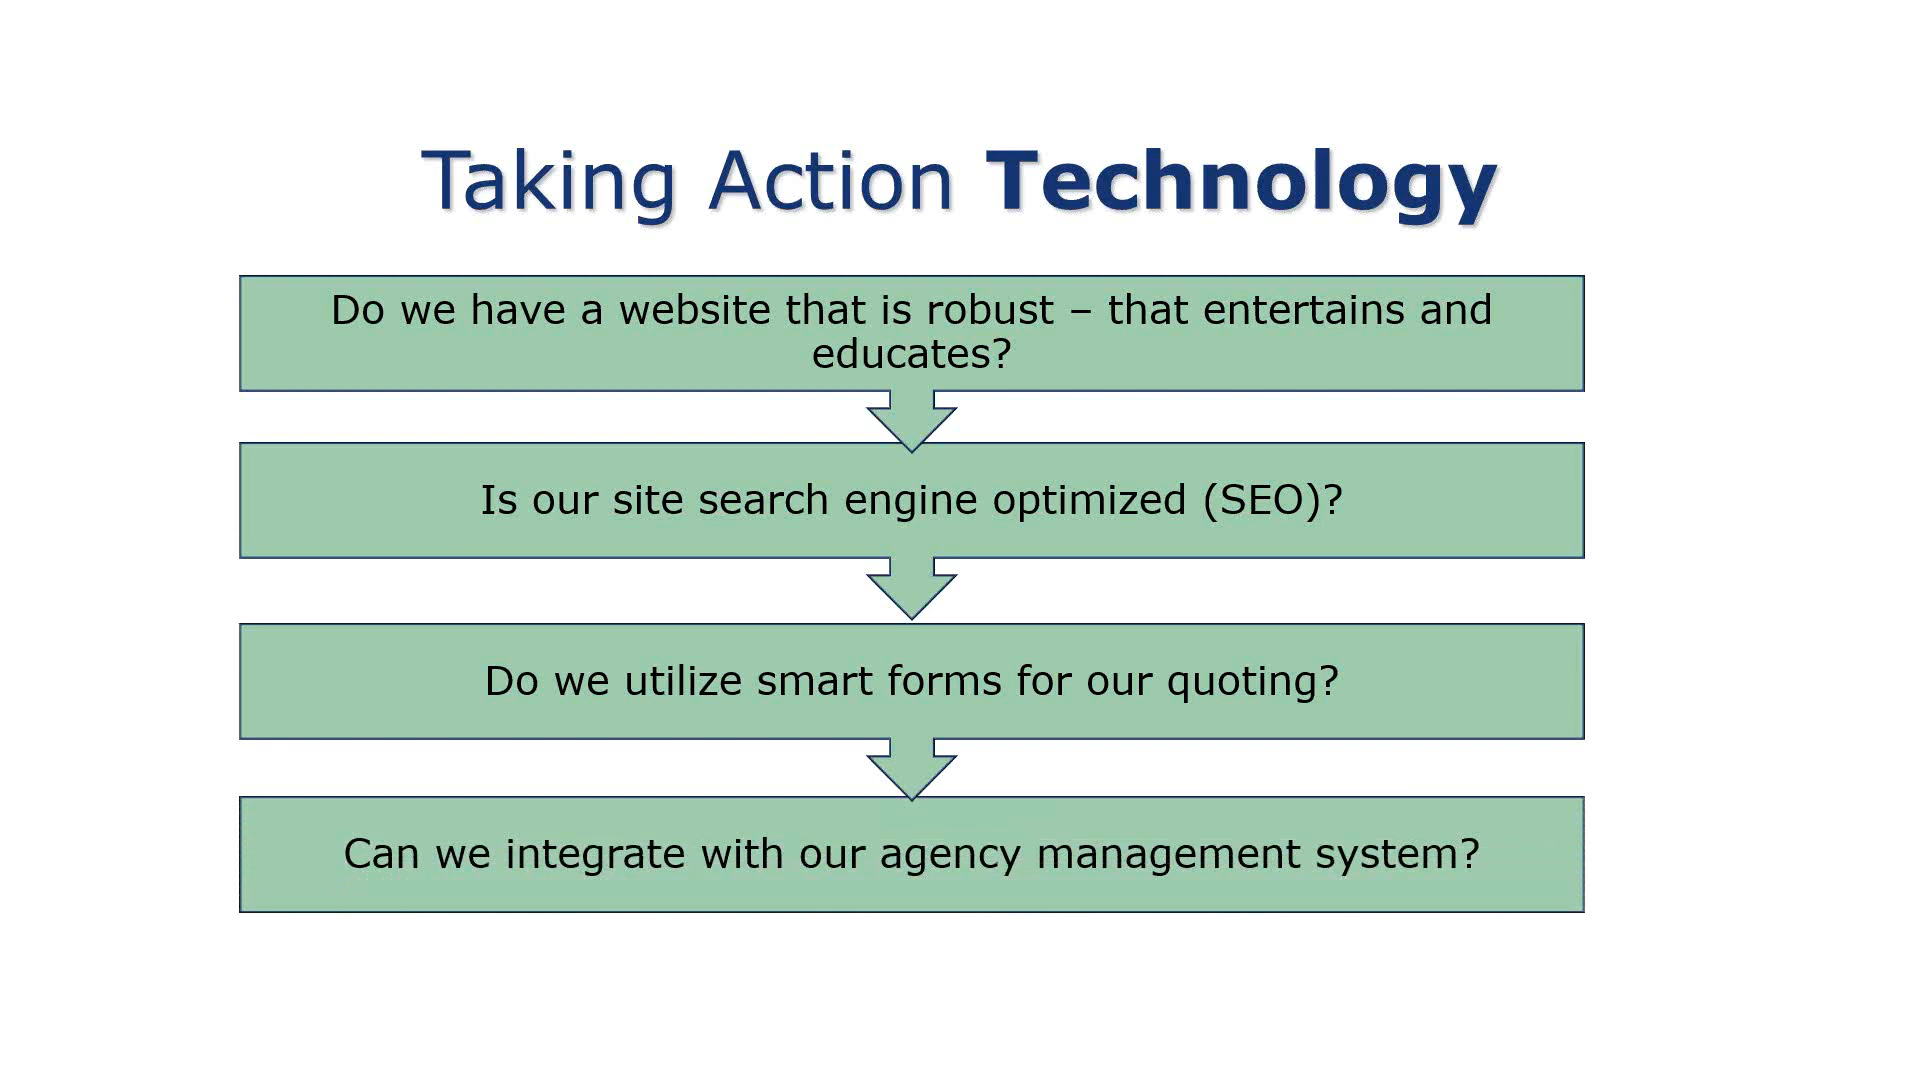 Taking Action Technology
Do we have a website that is robust – that entertains and
educates?
Is our site search engine optimized (SEO)?
Do we utilize smart forms for our quoting?
Can we integrate with our agency management system?